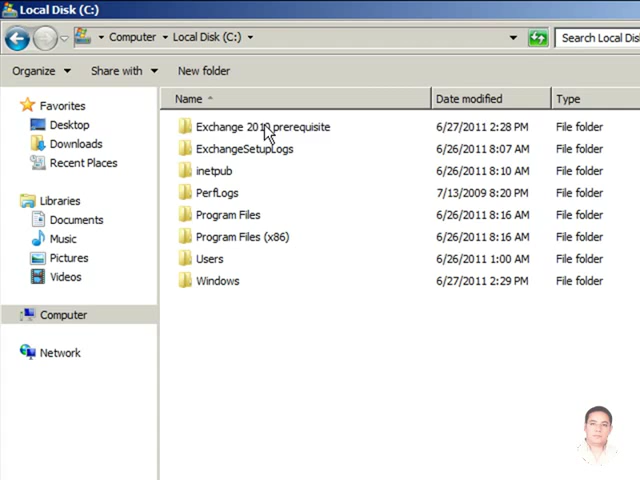 Local Disk (C:)
Computer Local Disk (C:) Search Local Disk
Organize Share with New folder
Name Date modified Type
Favorites
Desktop
Downloads
Recent Places
Libraries
Documents
Music
Pictures
Videos
Computer
Network
Exchange 2010 prerequisite 6/27/2011 2:28 PM File folder
ExchangeSetupLogs 6/26/2011 8:07 AM File folder
inetpub 6/26/2011 8:10 AM File folder
PerfLogs 7/13/2009 8:20 PM File folder
Program Files 6/26/2011 8:16 AM File folder
Program Files (x86) 6/26/2011 8:16 AM File folder
Users 6/26/2011 1:00 AM File folder
Windows 6/27/2011 2:29 PM File folder